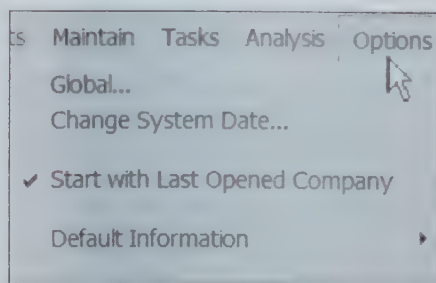 ts Maintain Tasks Analysis Options
Global...
Change System Date...
Start with Last Opened Company
Default Information